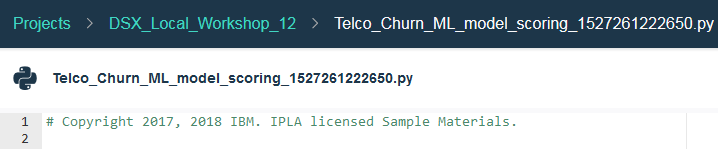 Projects > DSX_Local_Workshop_12 > Telco_Churn_ML_model_scoring_1527261222650.py
Telco_Churn_ML_model_scoring_1527261222650.py
1 # Copyright 2017, 2018 IBM. IPLA licensed Sample Materials.
2